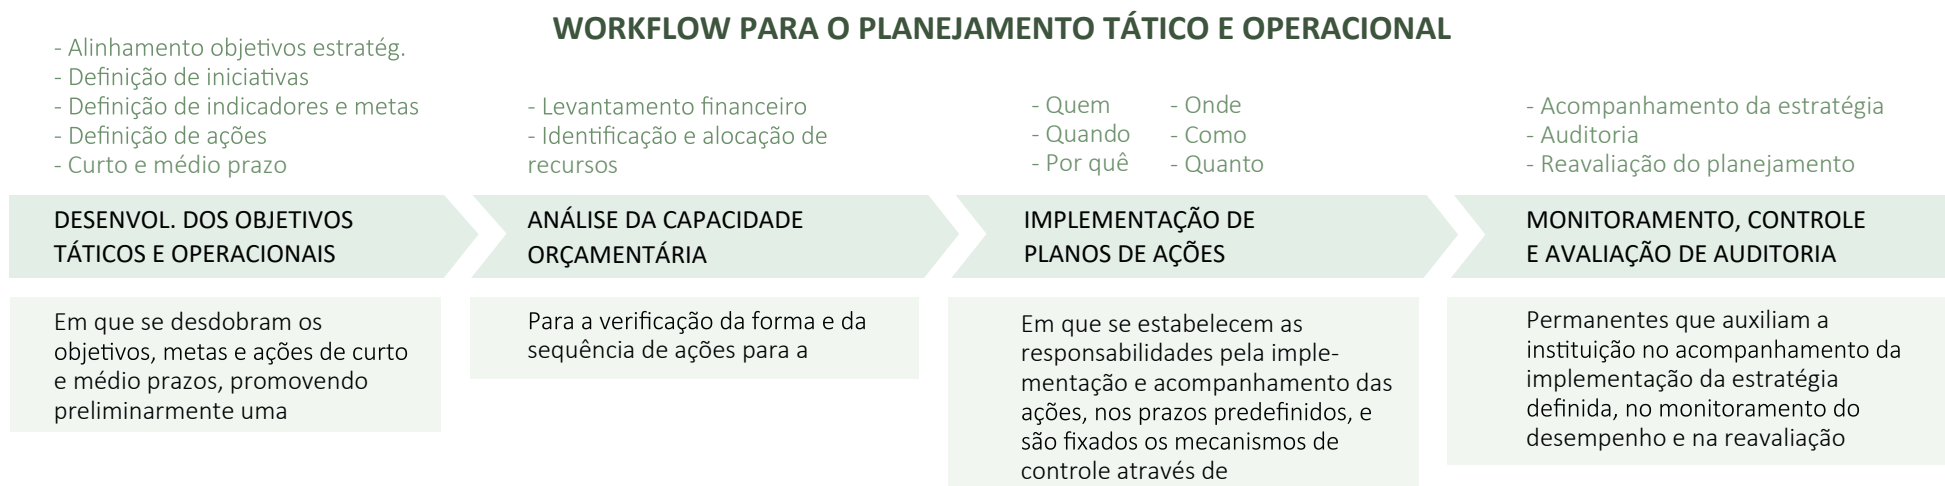 WORKFLOW PARA O PLANEJAMENTO TÁTICO E OPERACIONAL
- Alinhamento objetivos estratég.
- Definição de iniciativas
- Definição de indicadores e metas
- Definição de ações
- Curto e médio prazo
DESENVOL. DOS OBJETIVOS
TÁTICOS E OPERACIONAIS
Em que se desdobram os
objetivos, metas e ações de curto
e médio prazos, promovendo
preliminarmente uma
- Levantamento financeiro
- Identificação e alocação de
recursos
ANÁLISE DA CAPACIDADE
ORÇAMENTÁRIA
Para a verificação da forma e da
sequência de ações para a
- Quem
- Quando
- Por quê
- Onde
- Como
- Quanto
IMPLEMENTAÇÃO DE
PLANOS DE AÇÕES
Em que se estabelecem as
responsabilidades pela imple-
mentação e acompanhamento das
ações, nos prazos predefinidos, e
são fixados os mecanismos de
controle através de
- Acompanhamento da estratégia
- Auditoria
- Reavaliação do planejamento
MONITORAMENTO, CONTROLE
E AVALIAÇÃO DE AUDITORIA
Permanentes que auxiliam a
instituição no acompanhamento da
implementação da estratégia
definida, no monitoramento do
desempenho e na reavaliação